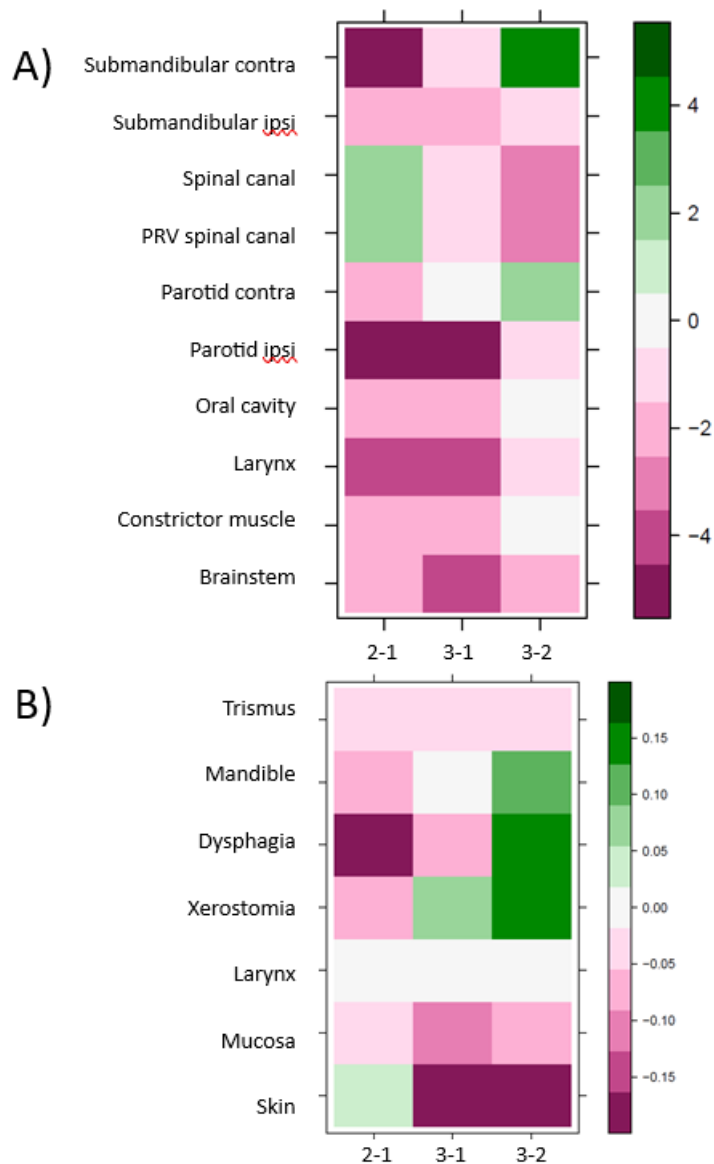 A)
Submandibular contra
Submandibular ipsi
Spinal canal
PRV spinal canal
Parotid contra
Parotid ipsi
Oral cavity
Larynx
Constrictor muscle
Brainstem
4
2
0
−2
−4
2-1 3-1 3-2
B)
Trismus
Mandible
Dysphagia
Xerostomia
Larynx
Mucosa
Skin
0.15
0.10
0.05
0.00
−0.05
−0.10
−0.15
2-1 3-1 3-2